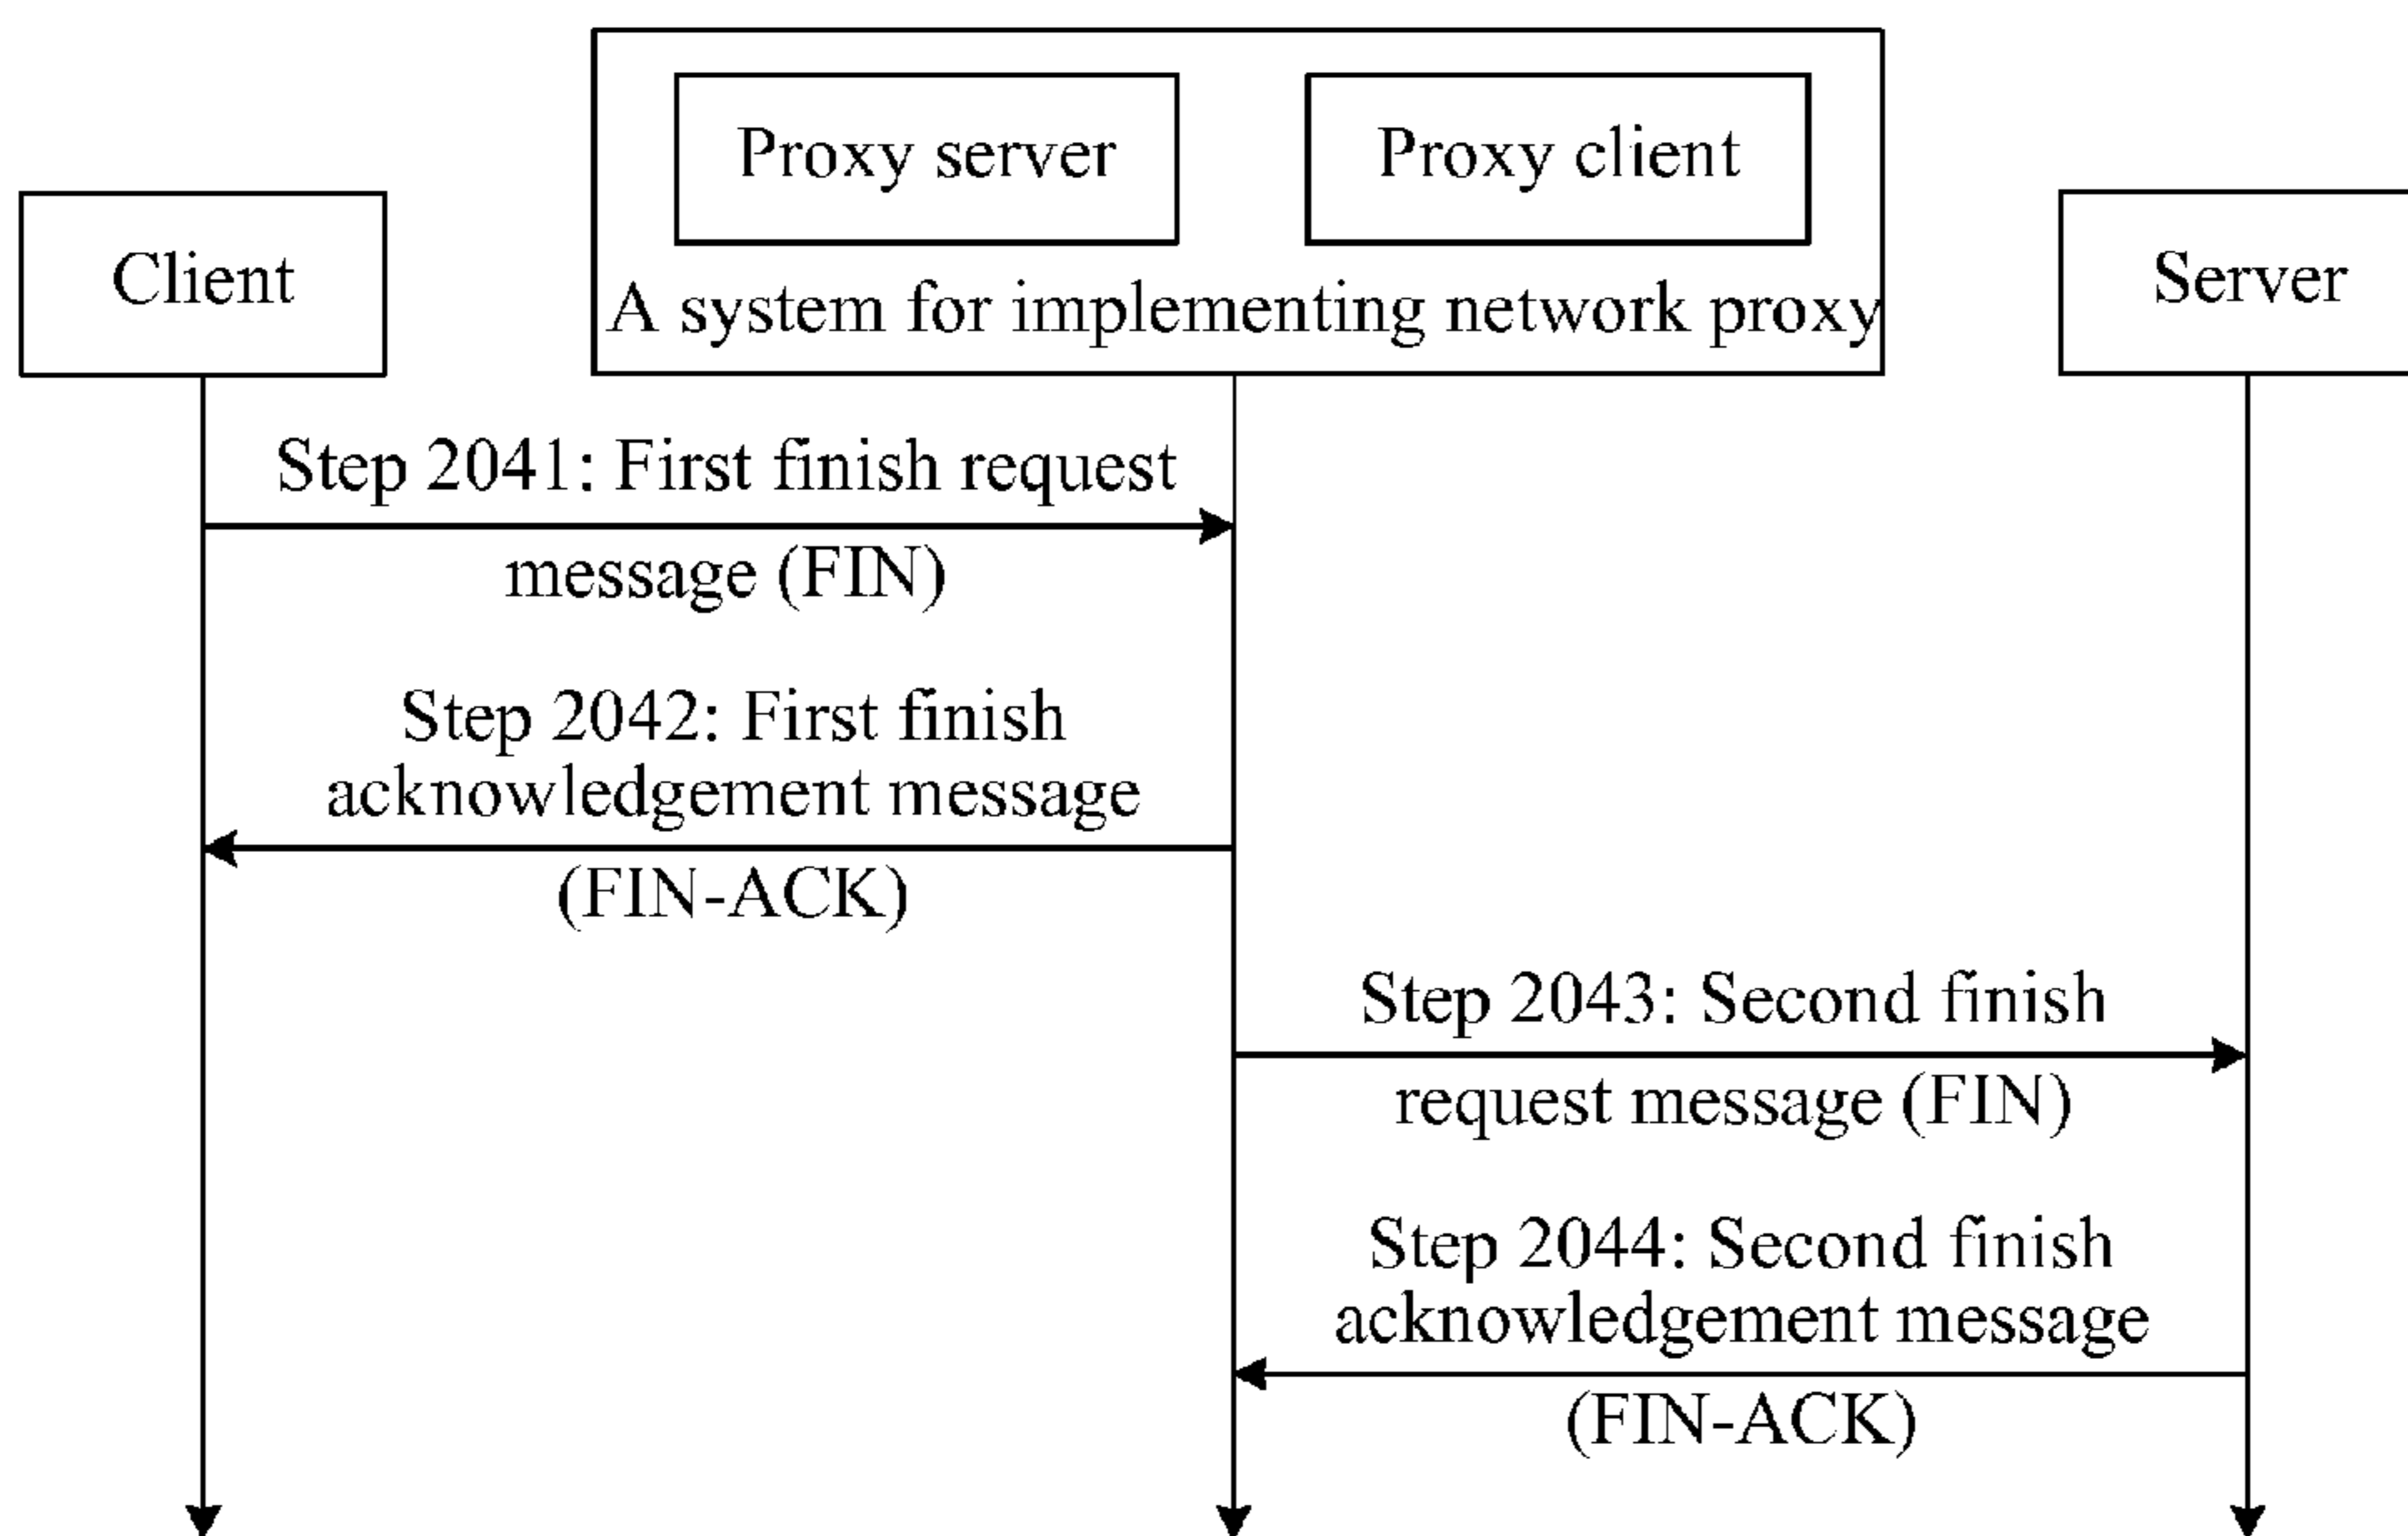 Proxy server
Proxy client
Client
A system for implementing network proxy
Server
Step 2041: First finish request
message (FIN)
Step 2042: First finish
acknowledgement message
(FIN-ACK)
Step 2043: Second finish
request message (FIN)
Step 2044: Second finish
acknowledgement message
(FIN-ACK)